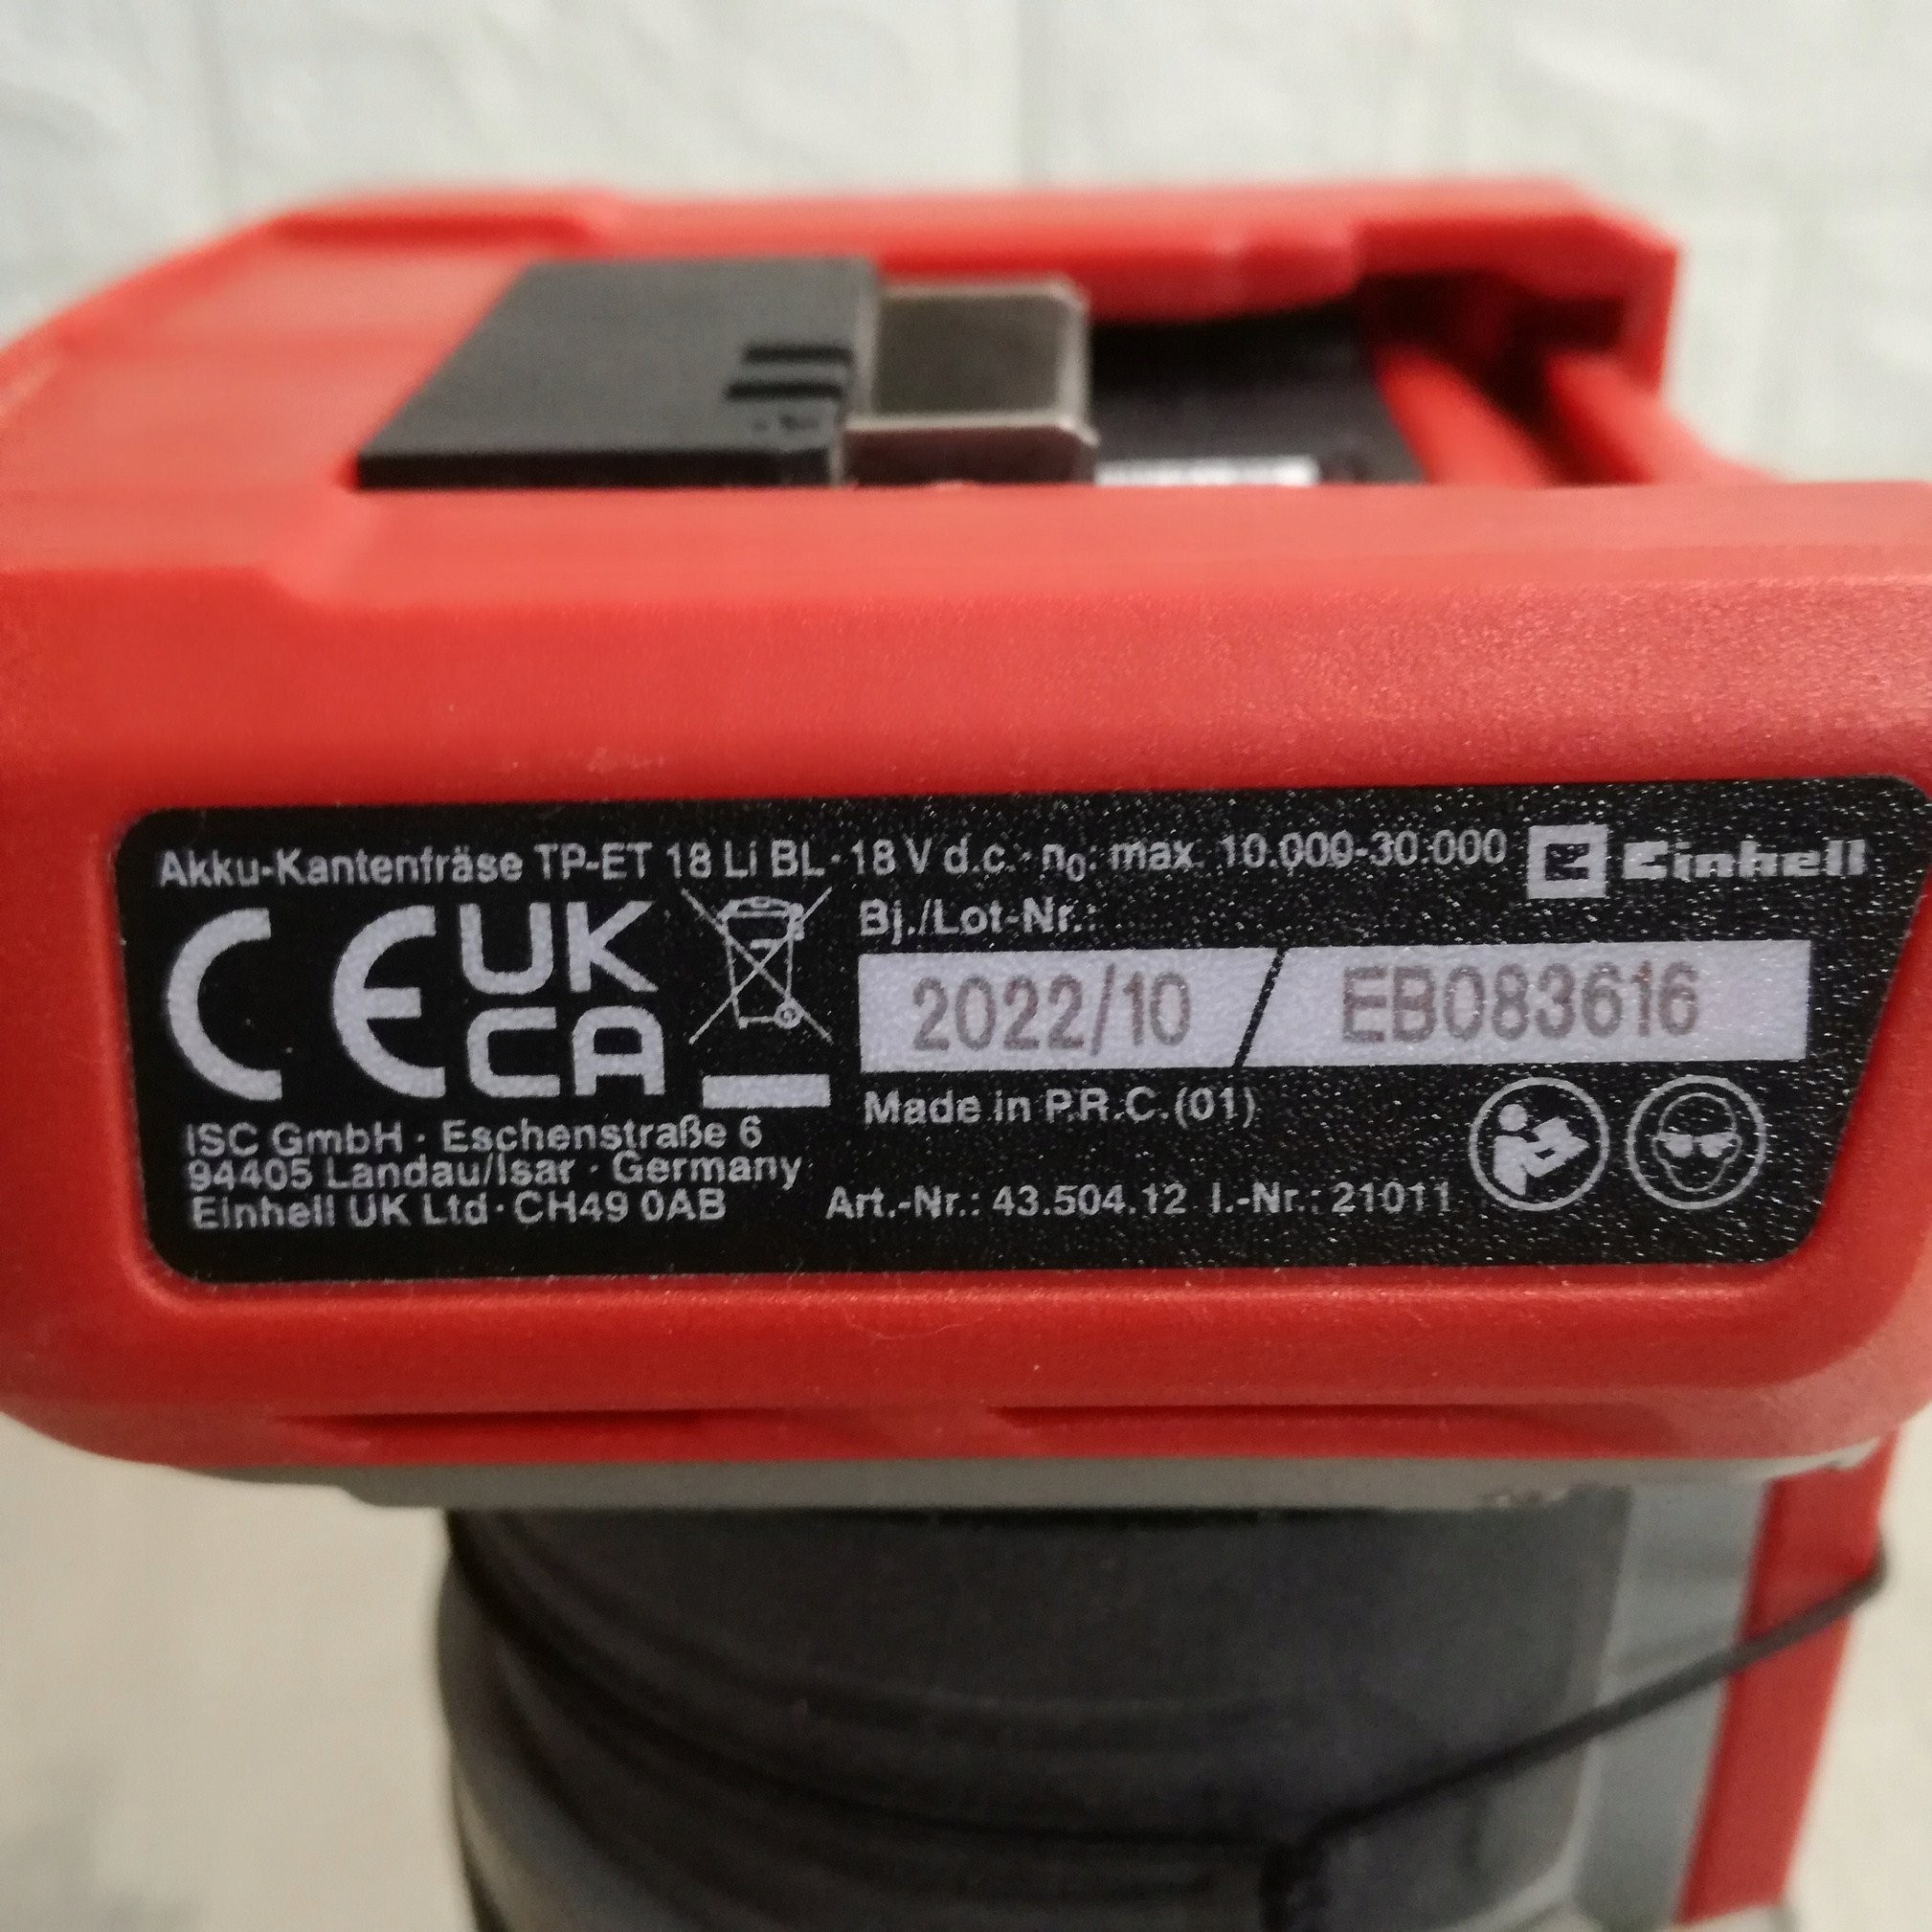 Akku-Kantenfräse TP-ET 18 Li BL · 18 V d.c. · n0: max. 10.000-30.000
Einhell
CE
UK
CA
Bj./Lot-Nr.:
2022/10 / EB083616
Made in P.R.C.(01)
ISC GmbH · Eschenstraße 6
94405 Landau/Isar · Germany
Einhell UK Ltd · CH49 0AB
Art.-Nr.: 43.504.12 I.-Nr.: 21011